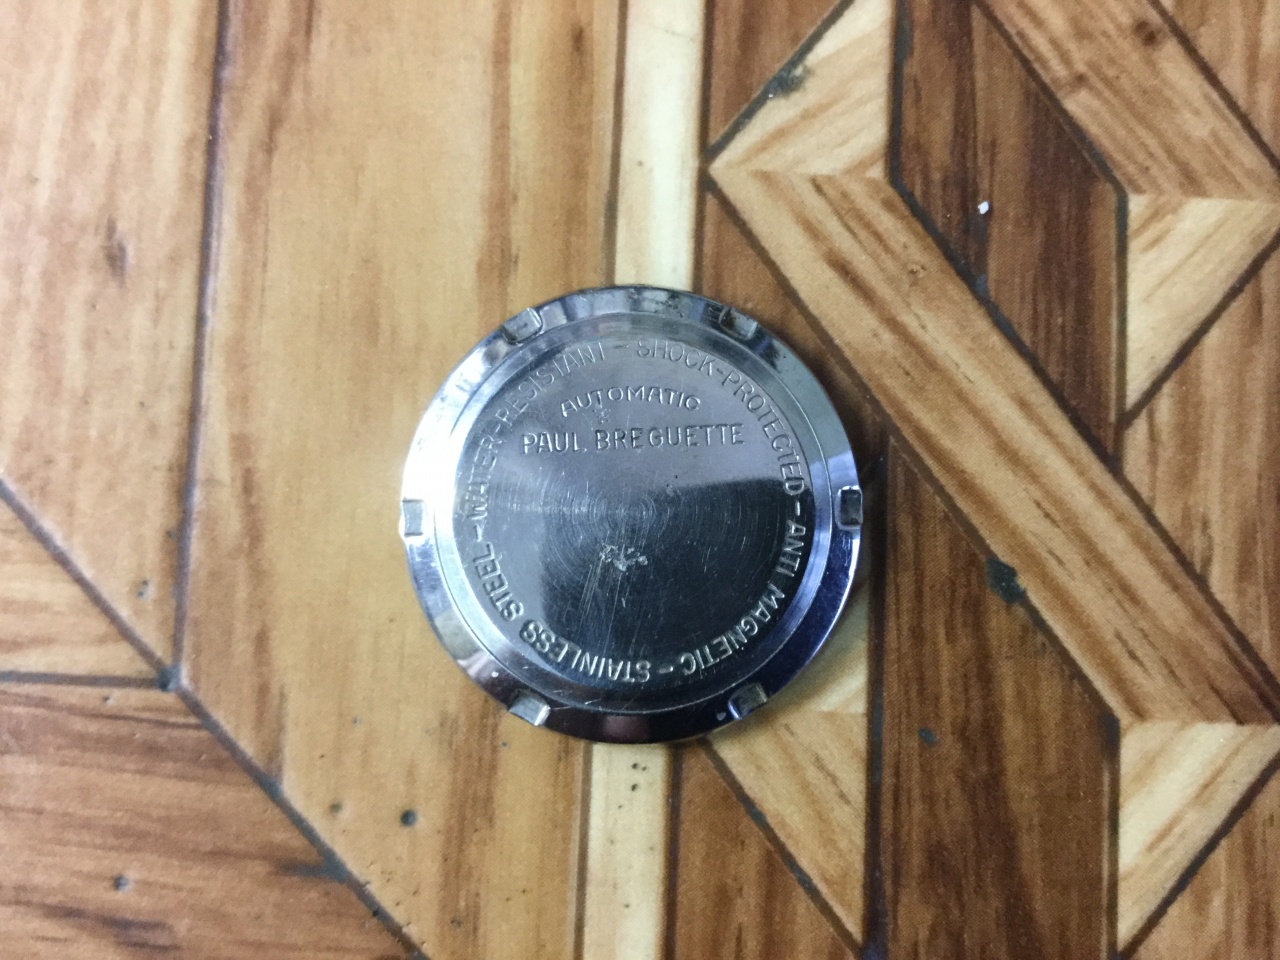 WATER-RESISTANT - SHOCK-PROTECTED - ANTI MAGNETIC - STAINLESS STEEL -
AUTOMATIC
PAUL BREGUETTE